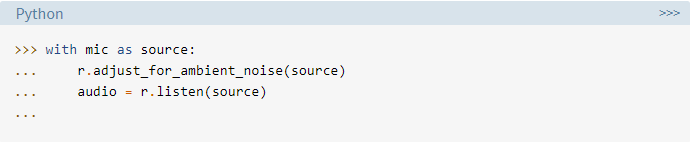 Python >>>
>>> with mic as source:
...     r.adjust_for_ambient_noise(source)
...     audio = r.listen(source)
...